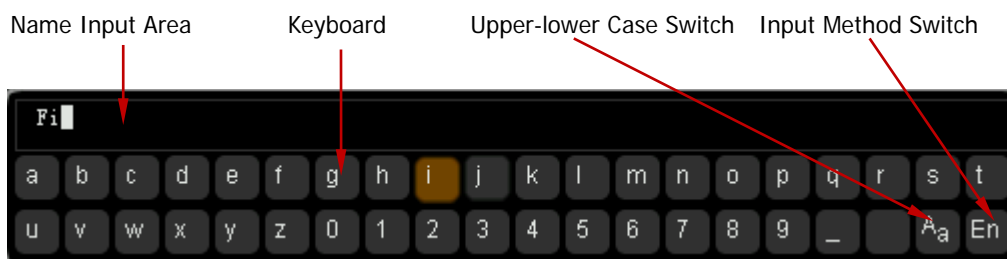 Name Input Area Keyboard Upper-lower Case Switch Input Method Switch
Fi
a b c d e f g h i j k l m n o p q r s t
u v w x y z 0 1 2 3 4 5 6 7 8 9 _ Aa En